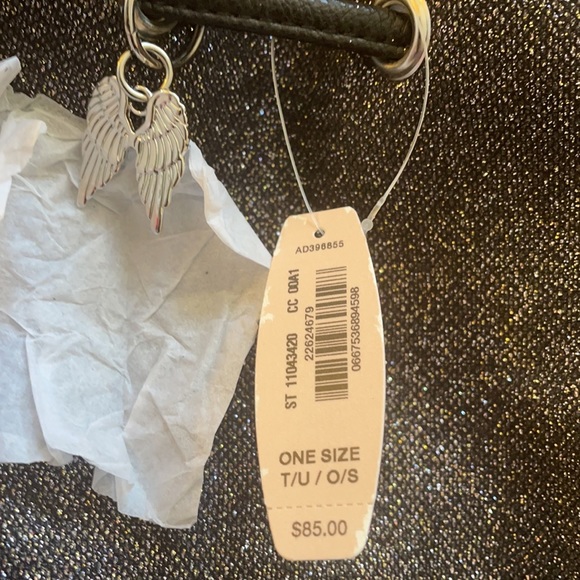 AD398855
ST 11043420 CC 00A1
22624679
0667536894598
ONE SIZE
T/U / O/S
$85.00